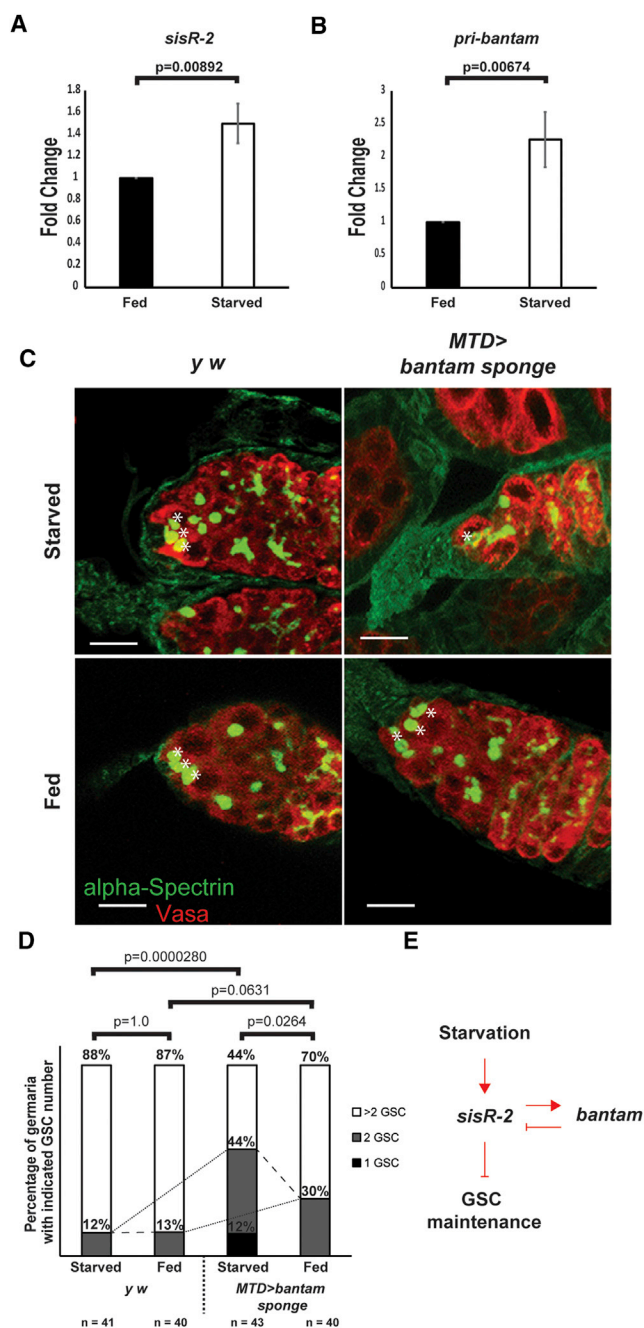 A
sisR-2
p=0.00892
1.8
1.6
1.4
1.2
1
0.8
0.6
0.4
0.2
0
Fold Change
Fed
Starved
B
pri-bantam
p=0.00674
3
2.5
2
1.5
1
0.5
0
Fold Change
Fed
Starved
C
y w
MTD>
bantam sponge
Starved
*
*
*
*
Fed
*
*
*
*
*
*
alpha-Spectrin
Vasa
D
p=0.0000280
p=0.0631
p=1.0
p=0.0264
88%
87%
44%
70%
44%
30%
12%
13%
12%
Percentage of germaria
with indicated GSC number
>2 GSC
2 GSC
1 GSC
Starved
Fed
Starved
Fed
y w
MTD>bantam
sponge
n = 41
n = 40
n = 43
n = 40
E
Starvation
sisR-2
bantam
GSC
maintenance